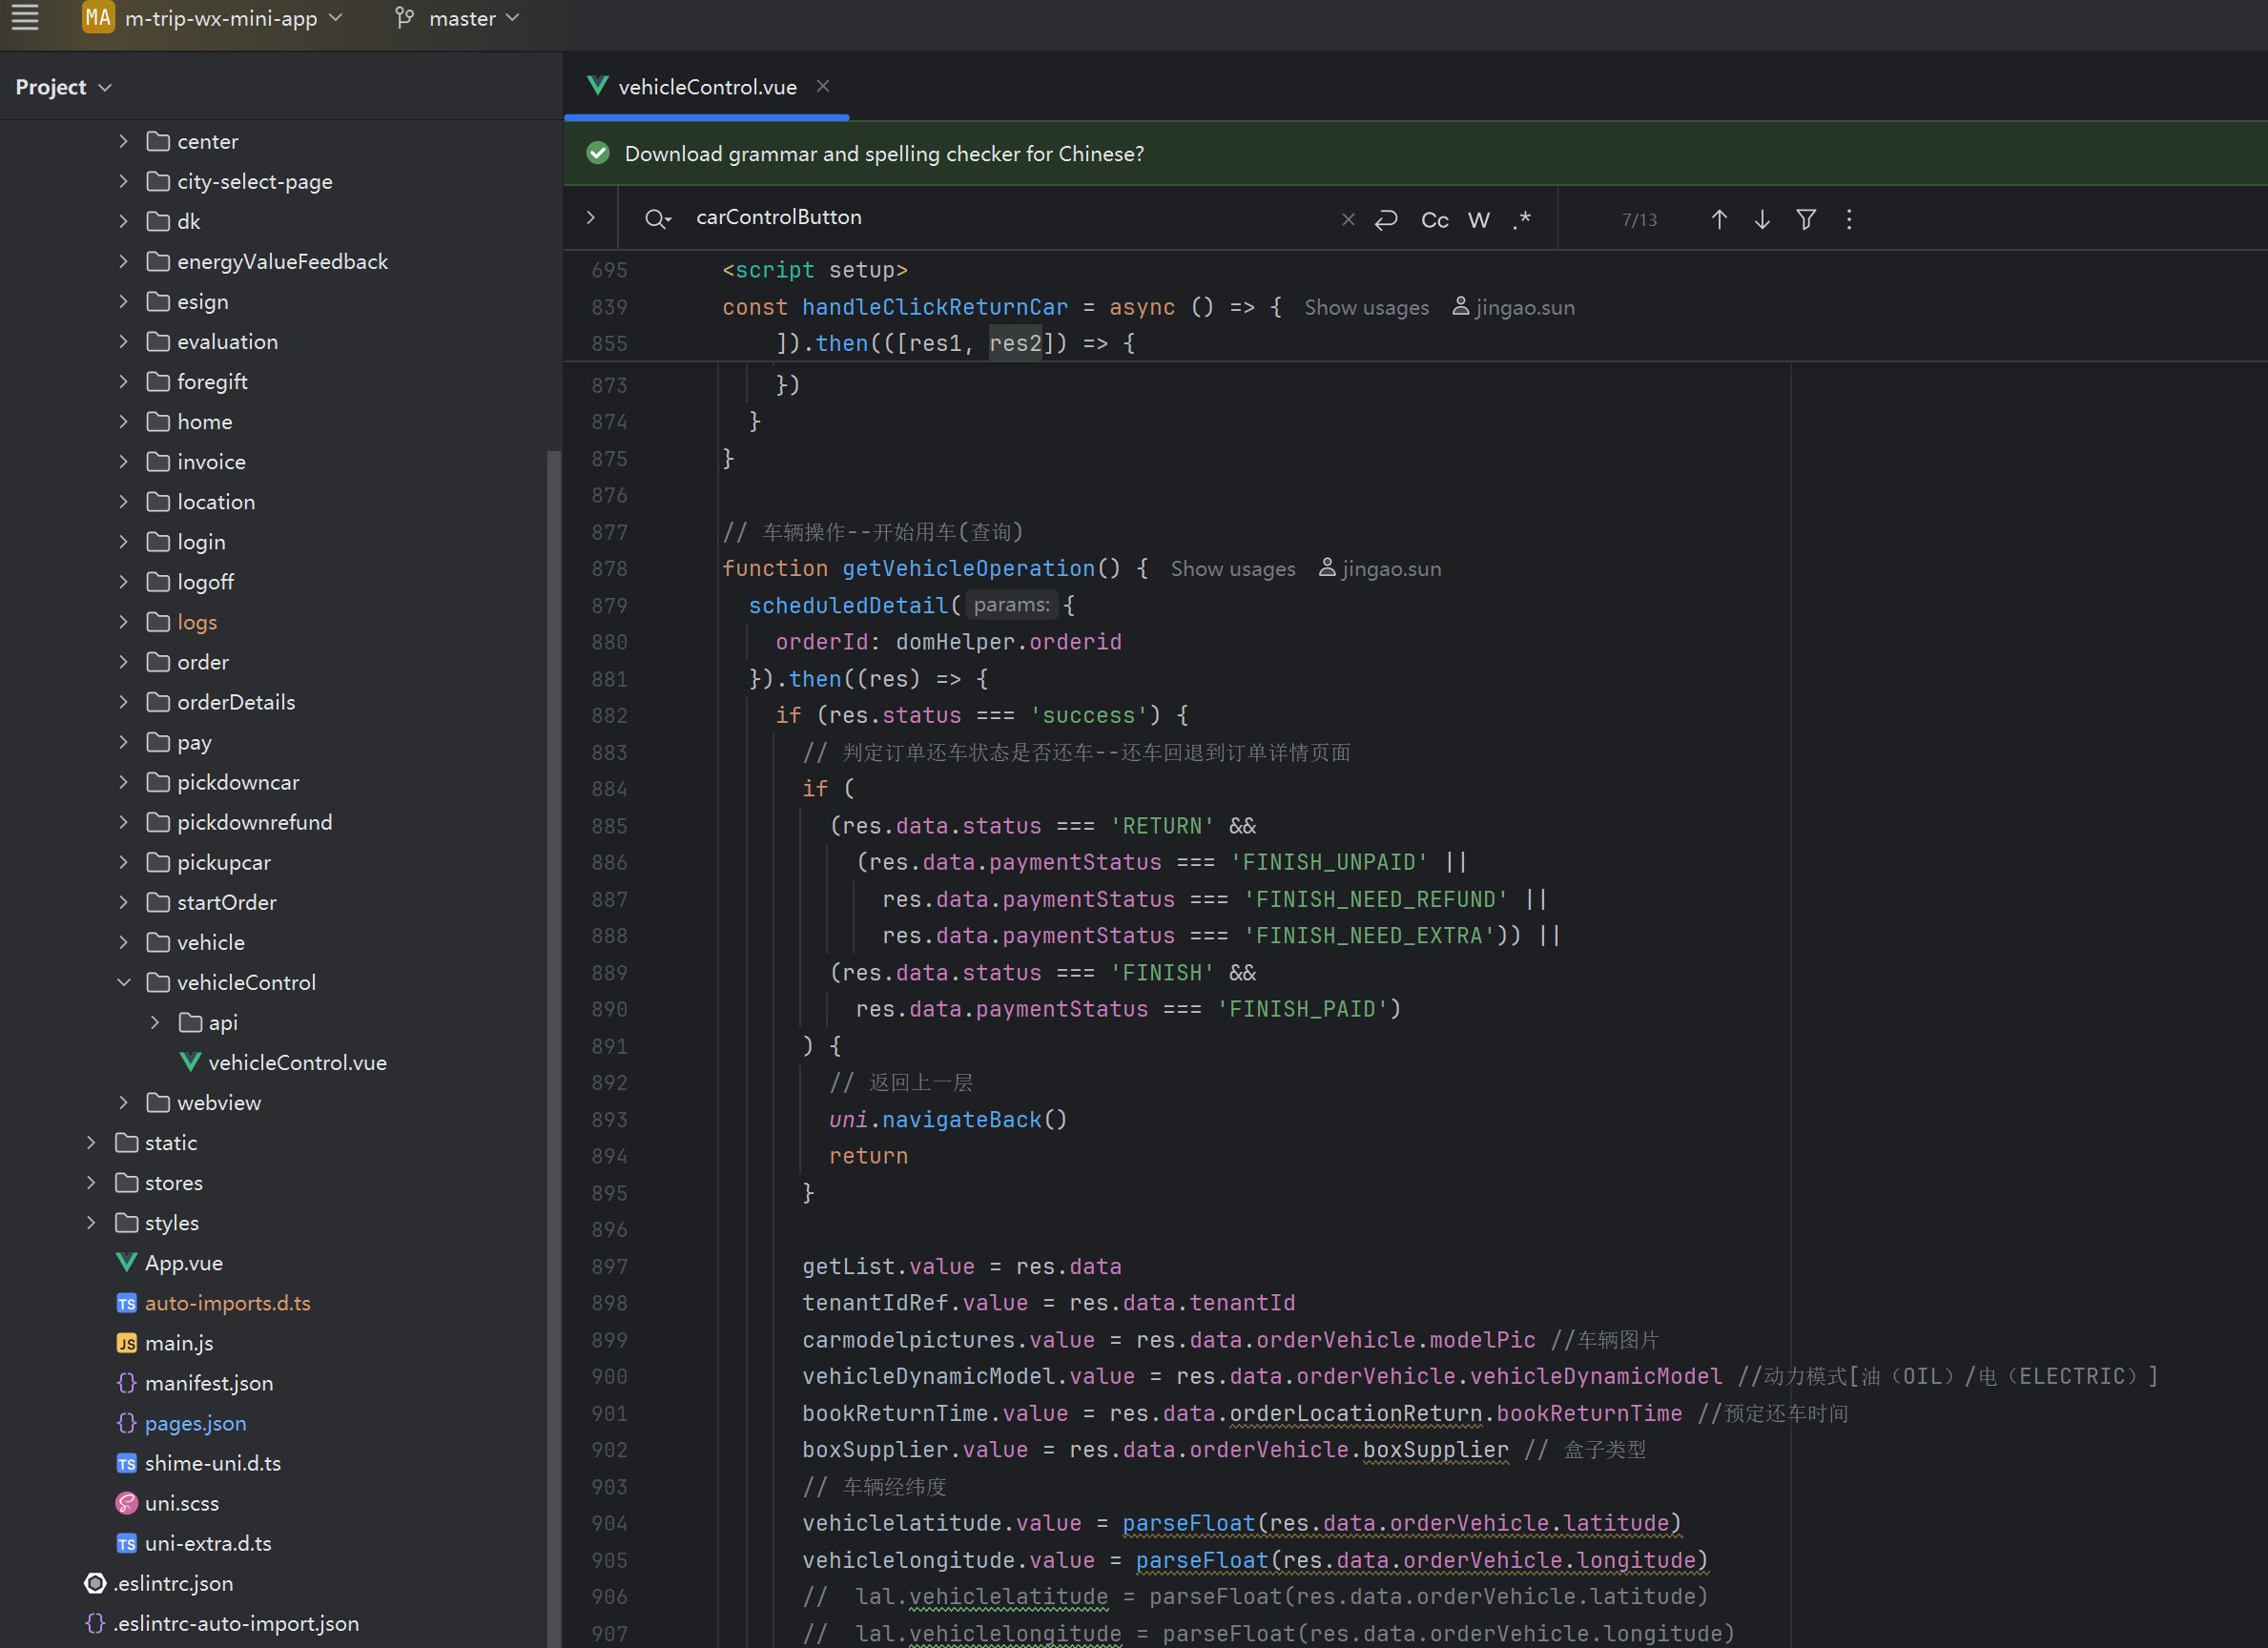 MA m-trip-wx-mini-app master
Project
center
city-select-page
dk
energyValueFeedback
esign
evaluation
foregift
home
invoice
location
login
logoff
logs
order
orderDetails
pay
pickdowncar
pickdownrefund
pickupcar
startOrder
vehicle
vehicleControl
api
vehicleControl.vue
webview
static
stores
styles
App.vue
TS auto-imports.d.ts
JS main.js
{} manifest.json
{} pages.json
TS shime-uni.d.ts
uni.scss
TS uni-extra.d.ts
.eslintrc.json
{} .eslintrc-auto-import.json
vehicleControl.vue
Download grammar and spelling checker for Chinese?
carControlButton Cc W .* 7/13
695 <script setup>
839 const handleClickReturnCar = async () => { Show usages jingao.sun
855 ]).then(([res1, res2]) => {
873 })
874 }
875 }
876
877 // 车辆操作--开始用车(查询)
878 function getVehicleOperation() { Show usages jingao.sun
879 scheduledDetail( params: {
880 orderId: domHelper.orderid
881 }).then((res) => {
882 if (res.status === 'success') {
883 // 判定订单还车状态是否还车--还车回退到订单详情页面
884 if (
885 (res.data.status === 'RETURN' &&
886 (res.data.paymentStatus === 'FINISH_UNPAID' ||
887 res.data.paymentStatus === 'FINISH_NEED_REFUND' ||
888 res.data.paymentStatus === 'FINISH_NEED_EXTRA')) ||
889 (res.data.status === 'FINISH' &&
890 res.data.paymentStatus === 'FINISH_PAID')
891 ) {
892 // 返回上一层
893 uni.navigateBack()
894 return
895 }
896
897 getList.value = res.data
898 tenantIdRef.value = res.data.tenantId
899 carmodelpictures.value = res.data.orderVehicle.modelPic //车辆图片
900 vehicleDynamicModel.value = res.data.orderVehicle.vehicleDynamicModel //动力模式[油（OIL）/电（ELECTRIC）]
901 bookReturnTime.value = res.data.orderLocationReturn.bookReturnTime //预定还车时间
902 boxSupplier.value = res.data.orderVehicle.boxSupplier // 盒子类型
903 // 车辆经纬度
904 vehiclelatitude.value = parseFloat(res.data.orderVehicle.latitude)
905 vehiclelongitude.value = parseFloat(res.data.orderVehicle.longitude)
906 // lal.vehiclelatitude = parseFloat(res.data.orderVehicle.latitude)
907 // lal.vehiclelongitude = parseFloat(res.data.orderVehicle.longitude)